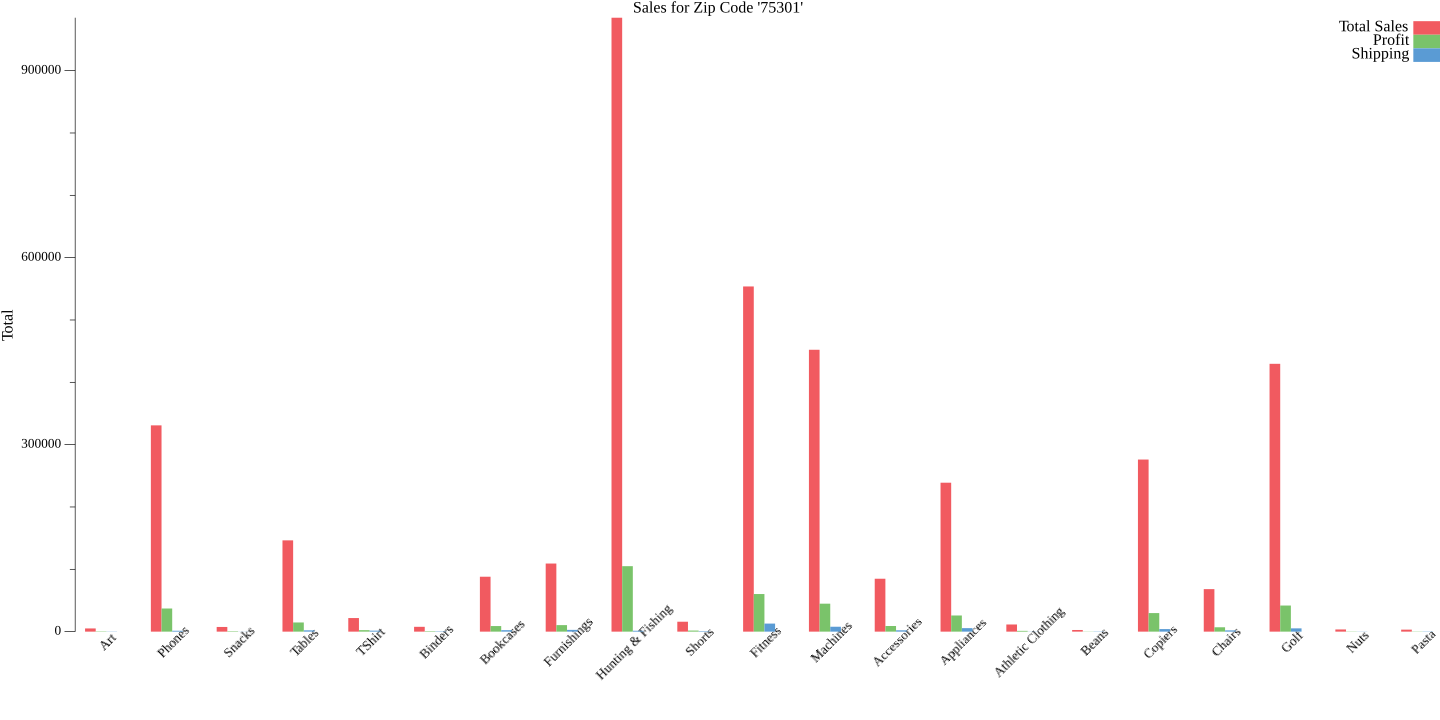 Sales for Zip Code '75301'
Total Sales
Profit
Shipping
Total
900000
600000
300000
0
Art
Phones
Snacks
Tables
TShirt
Binders
Bookcases
Furnishings
Hunting & Fishing
Shorts
Fitness
Machines
Accessories
Appliances
Athletic Clothing
Beans
Copiers
Chairs
Golf
Nuts
Pasta